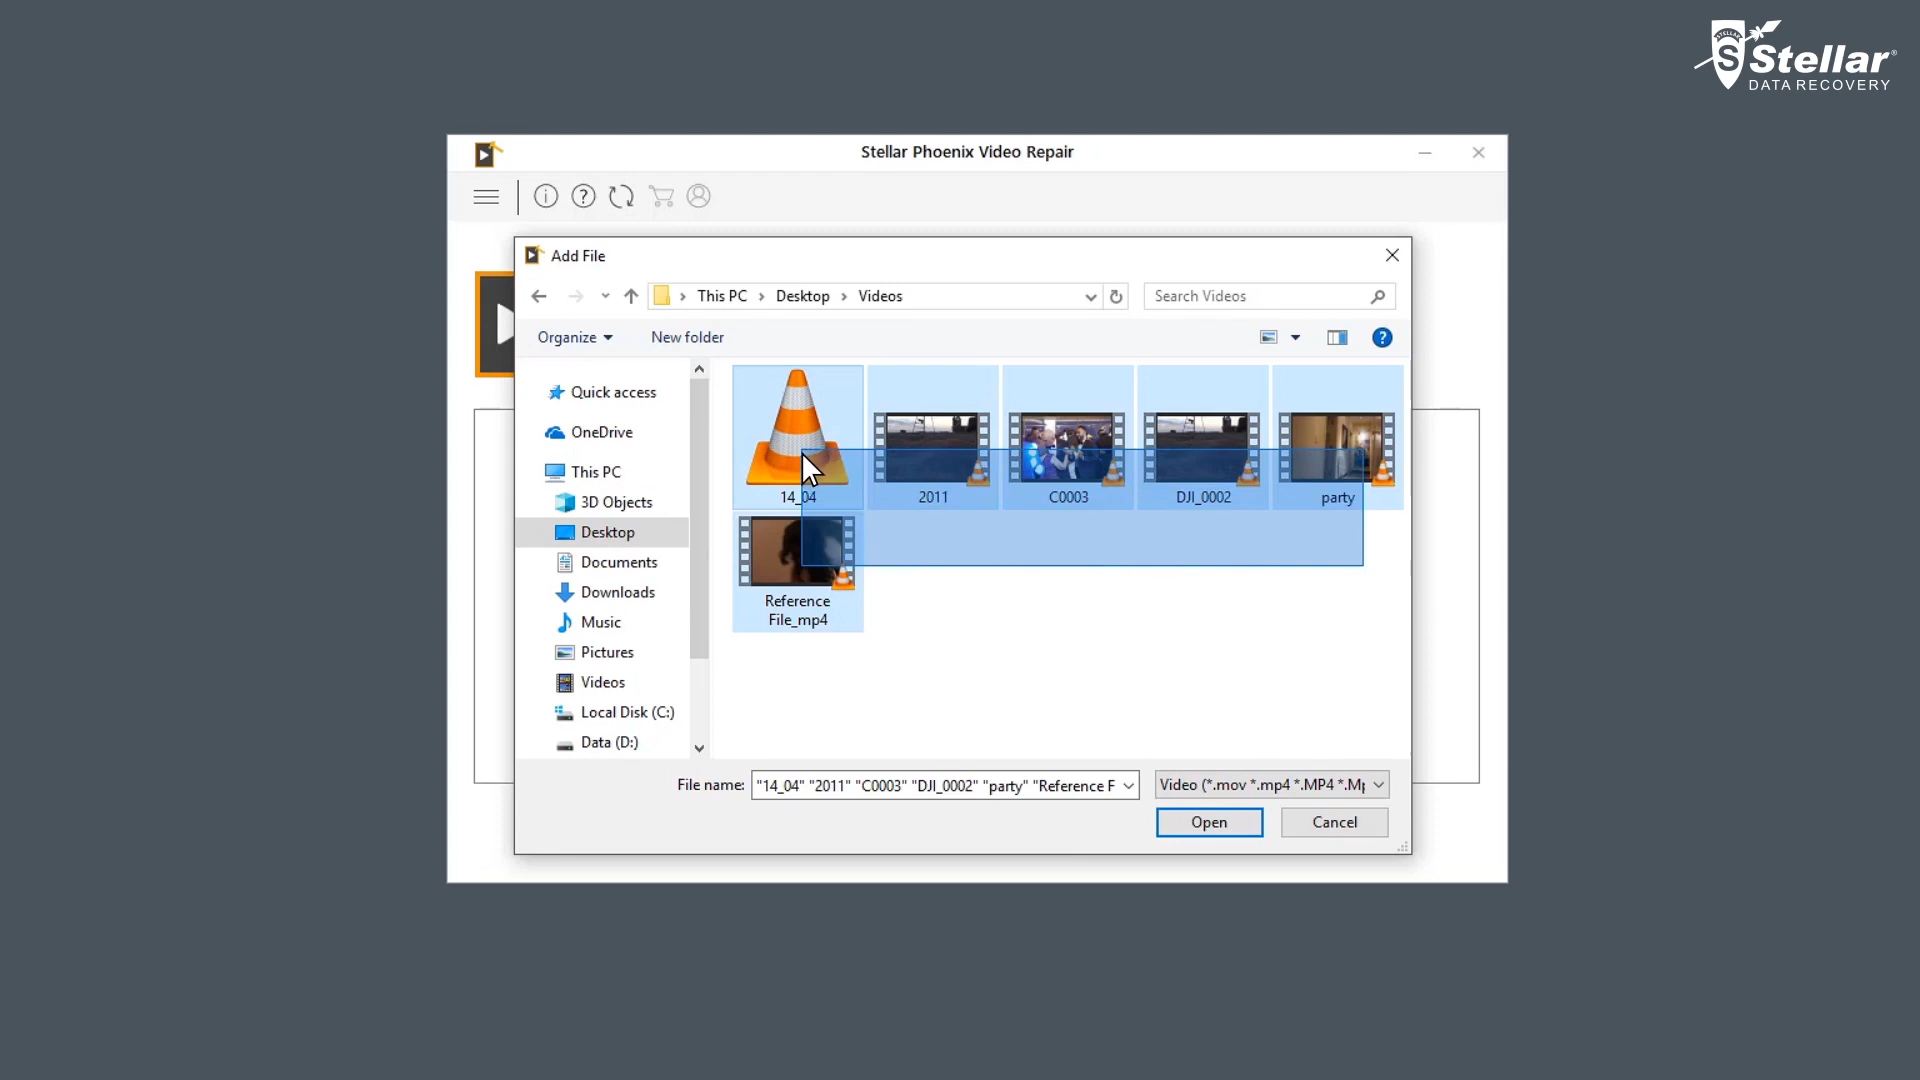 STELLAR
S Stellar®
DATA RECOVERY
Stellar Phoenix Video Repair
Add File
This PC > Desktop > Videos
Search Videos
Organize
New folder
Quick access
OneDrive
This PC
3D Objects
Desktop
Documents
Downloads
Music
Pictures
Videos
Local Disk (C:)
Data (D:)
14_04
2011
C0003
DJI_0002
party
Reference
File_mp4
File name: "14_04" "2011" "C0003" "DJI_0002" "party" "Reference F
Video (*.mov *.mp4 *.MP4 *.Mp
Open
Cancel